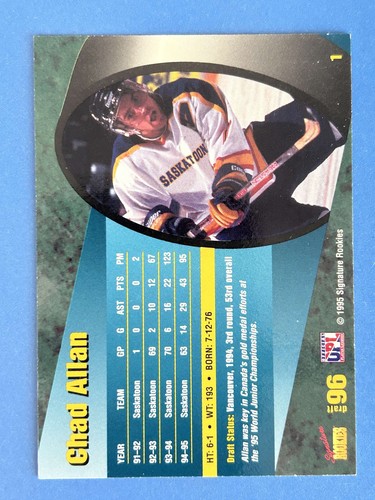 1
SASKATOON
Chad Allan
YEAR TEAM GP G AST PTS PM
91–92 Saskatoon 1 0 0 0 2
92–93 Saskatoon 69 2 10 12 67
93–94 Saskatoon 70 6 16 22 123
94–95 Saskatoon 63 14 29 43 95
HT: 6-1 • WT: 193 • BORN: 7-12-76
Draft Status: Vancouver, 1994, 3rd round, 53rd overall
Allan was key to Canada's gold medal efforts at
the '95 World Junior Championships.
Signature
ROOKIES
96
© 1995 Signature Rookies